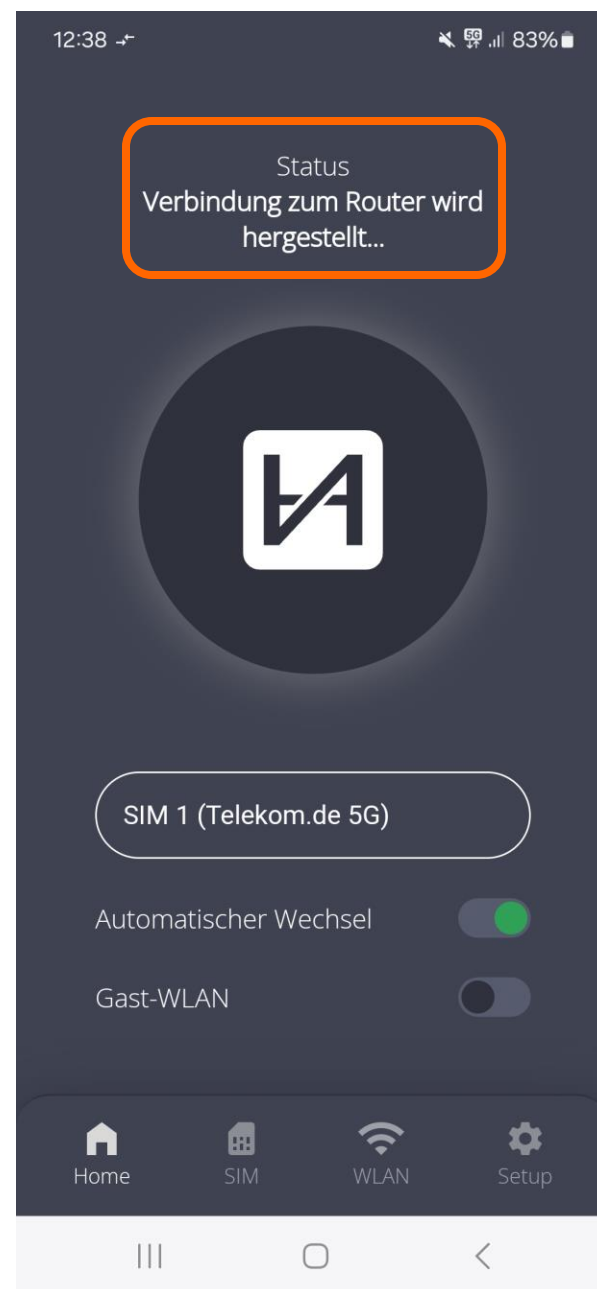 12:38
5G
83%
Status
Verbindung zum Router wird
hergestellt...
SIM 1 (Telekom.de 5G)
Automatischer Wechsel
Gast-WLAN
Home SIM WLAN Setup